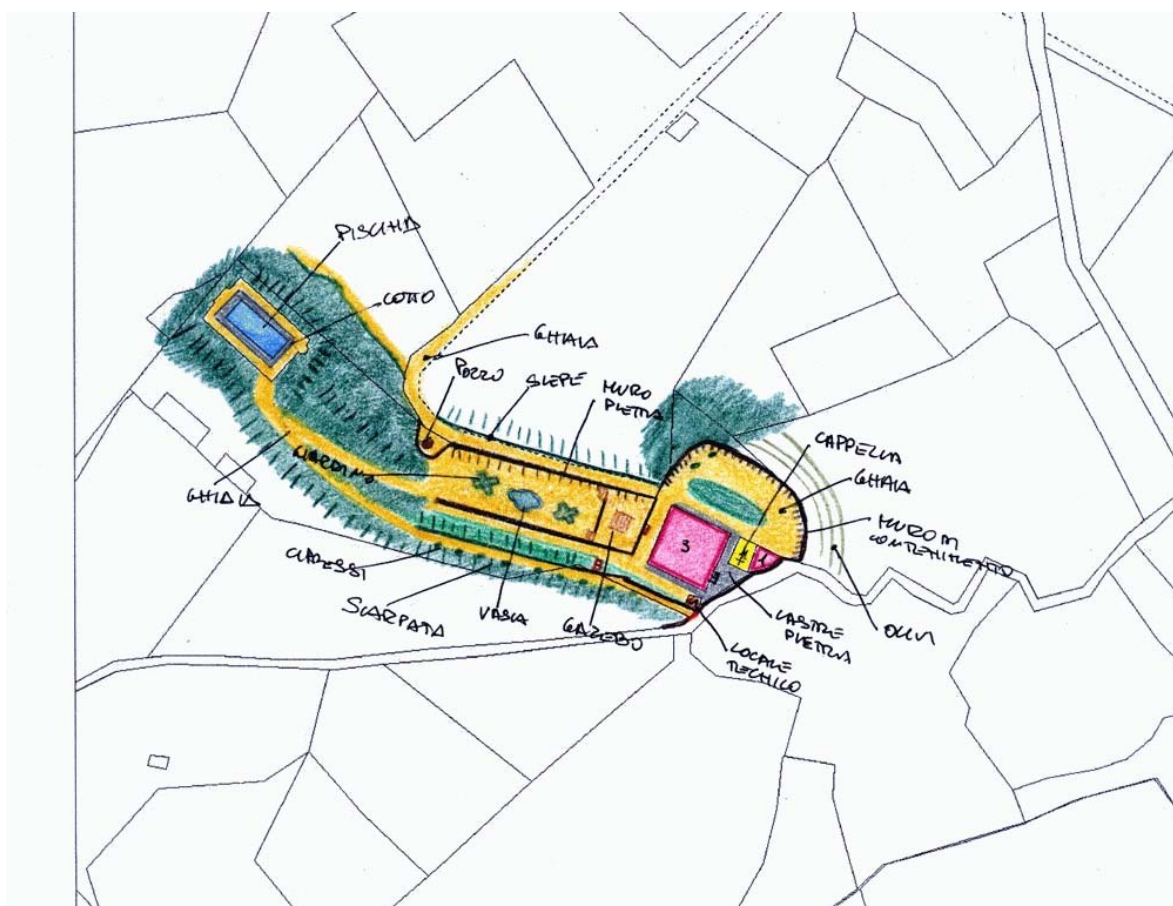 PISCINA
COTTO
GHIAIA
POZZO
SIEPE
MURO
PIETRA
CAPPELLA
GHIAIA
MURO DI
CONTENIMENTO
GIARDINO
GHIAIA
3
CIPRESSI
SCARPATA
VASCA
GAZEBO
LASTRE
PIETRA
OLIVI
LOCALE
TECNICO